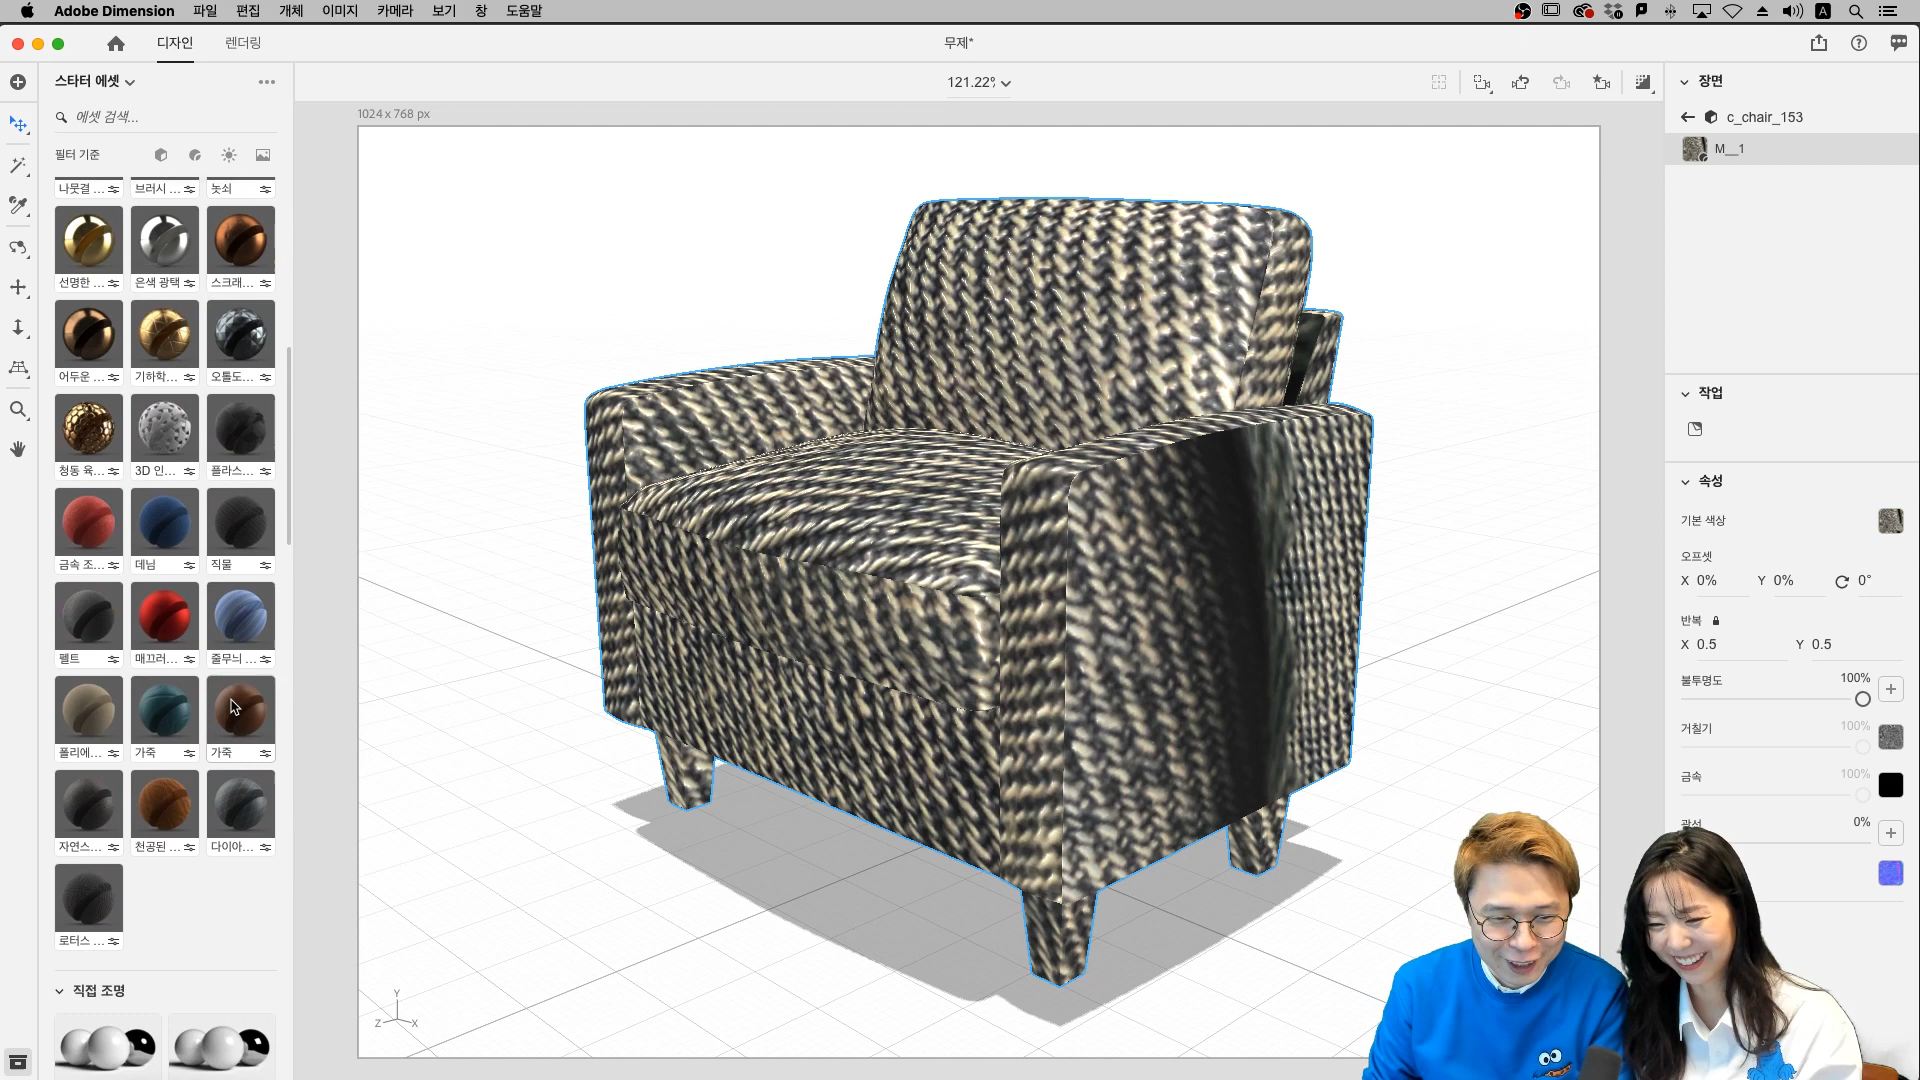 Adobe Dimension 파일 편집 개체 이미지 카메라 보기 창 도움말
A
디자인 렌더링 무제*
스타터 에셋
에셋 검색...
필터 기준
나뭇결 ... 브러시 ... 놋쇠
선명한 ... 은색 광택 스크래...
어두운 ... 기하학... 오톨도...
청동 육... 3D 인... 플라스...
금속 조... 데님 직물
펠트 매끄러... 줄무늬 ...
폴리에... 가죽 가죽
자연스... 천공된 ... 다이아...
로터스 ...
직접 조명
121.22%
1024 x 768 px
Y
Z X
장면
c_chair_153
M__1
작업
속성
기본 색상
오프셋
X 0% Y 0% 0°
반복
X 0.5 Y 0.5
불투명도 100%
거칠기 100%
금속 100%
광선 0%